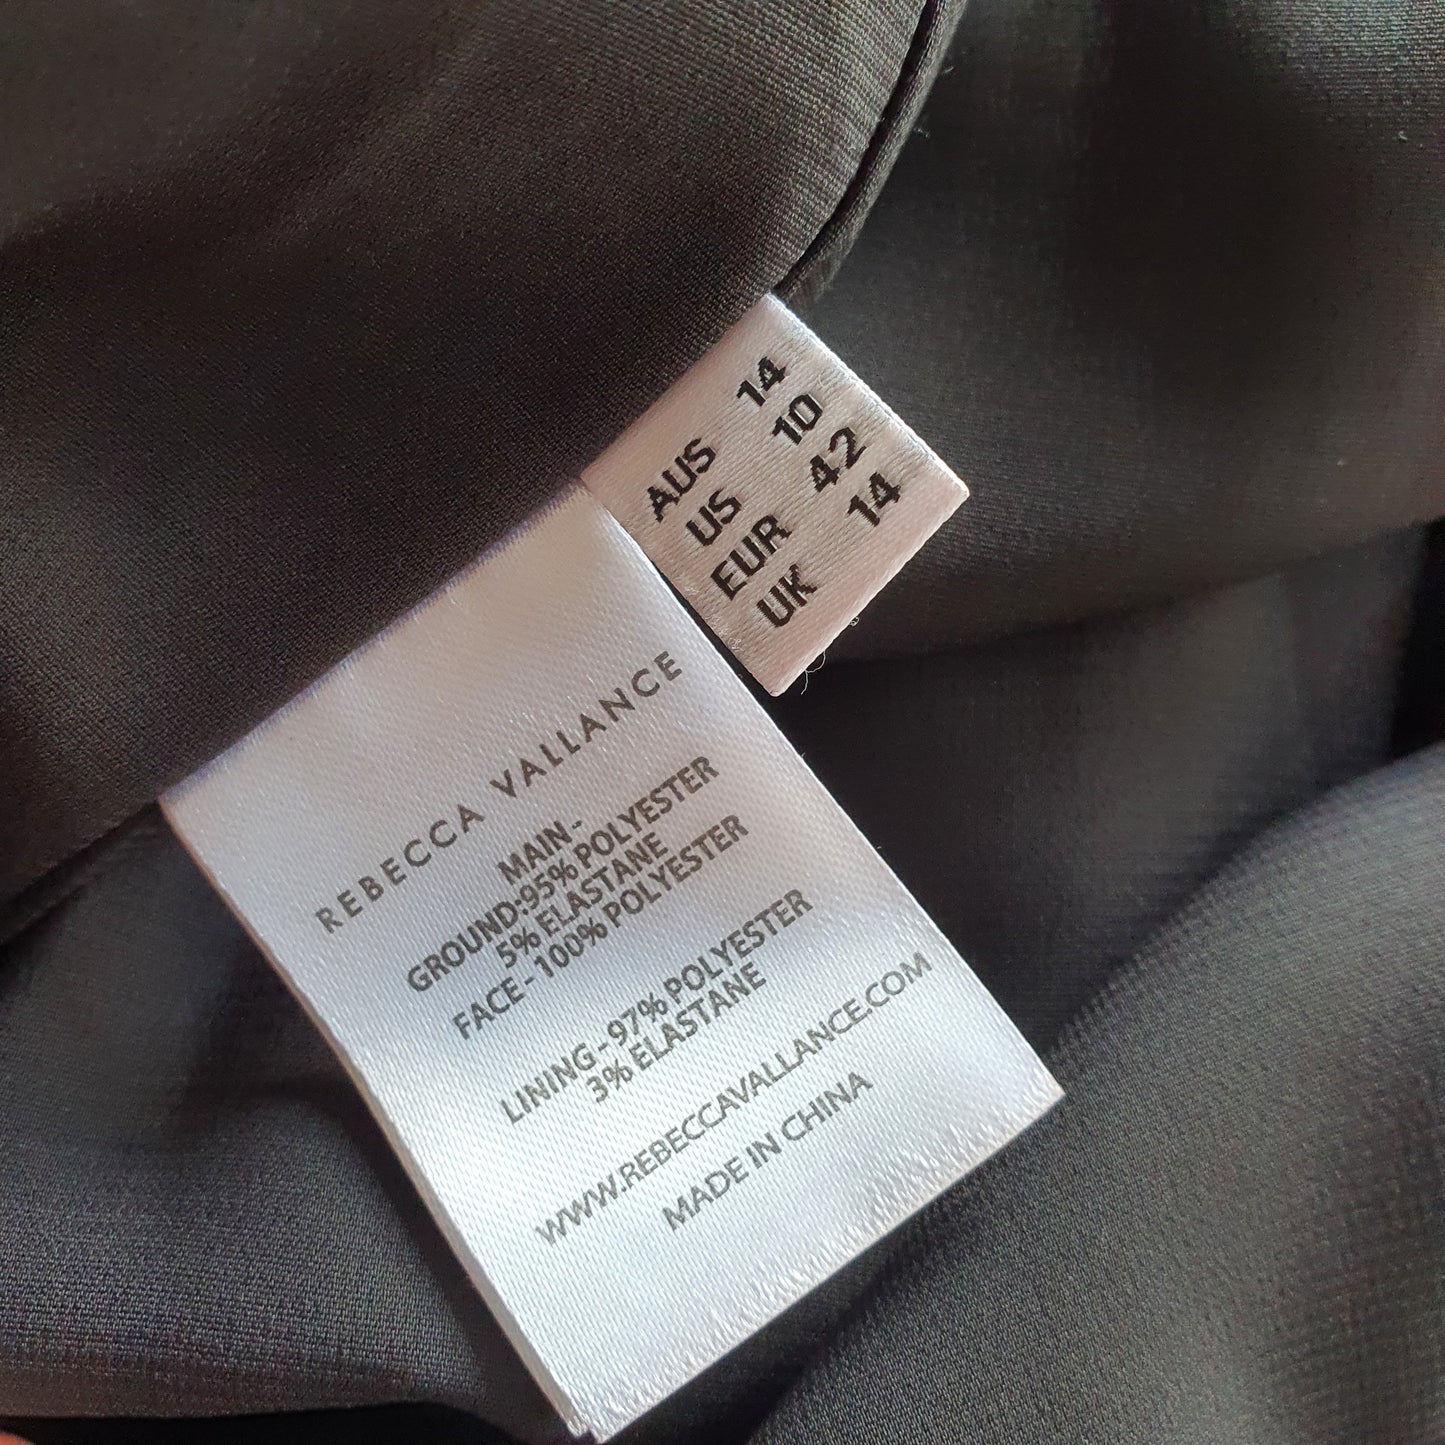 AUS 14
US 10
EUR 42
UK 14
REBECCA VALLANCE
MAIN-
GROUND:95% POLYESTER
5% ELASTANE
FACE - 100% POLYESTER
LINING - 97% POLYESTER
3% ELASTANE
WWW.REBECCAVALLANCE.COM
MADE IN CHINA